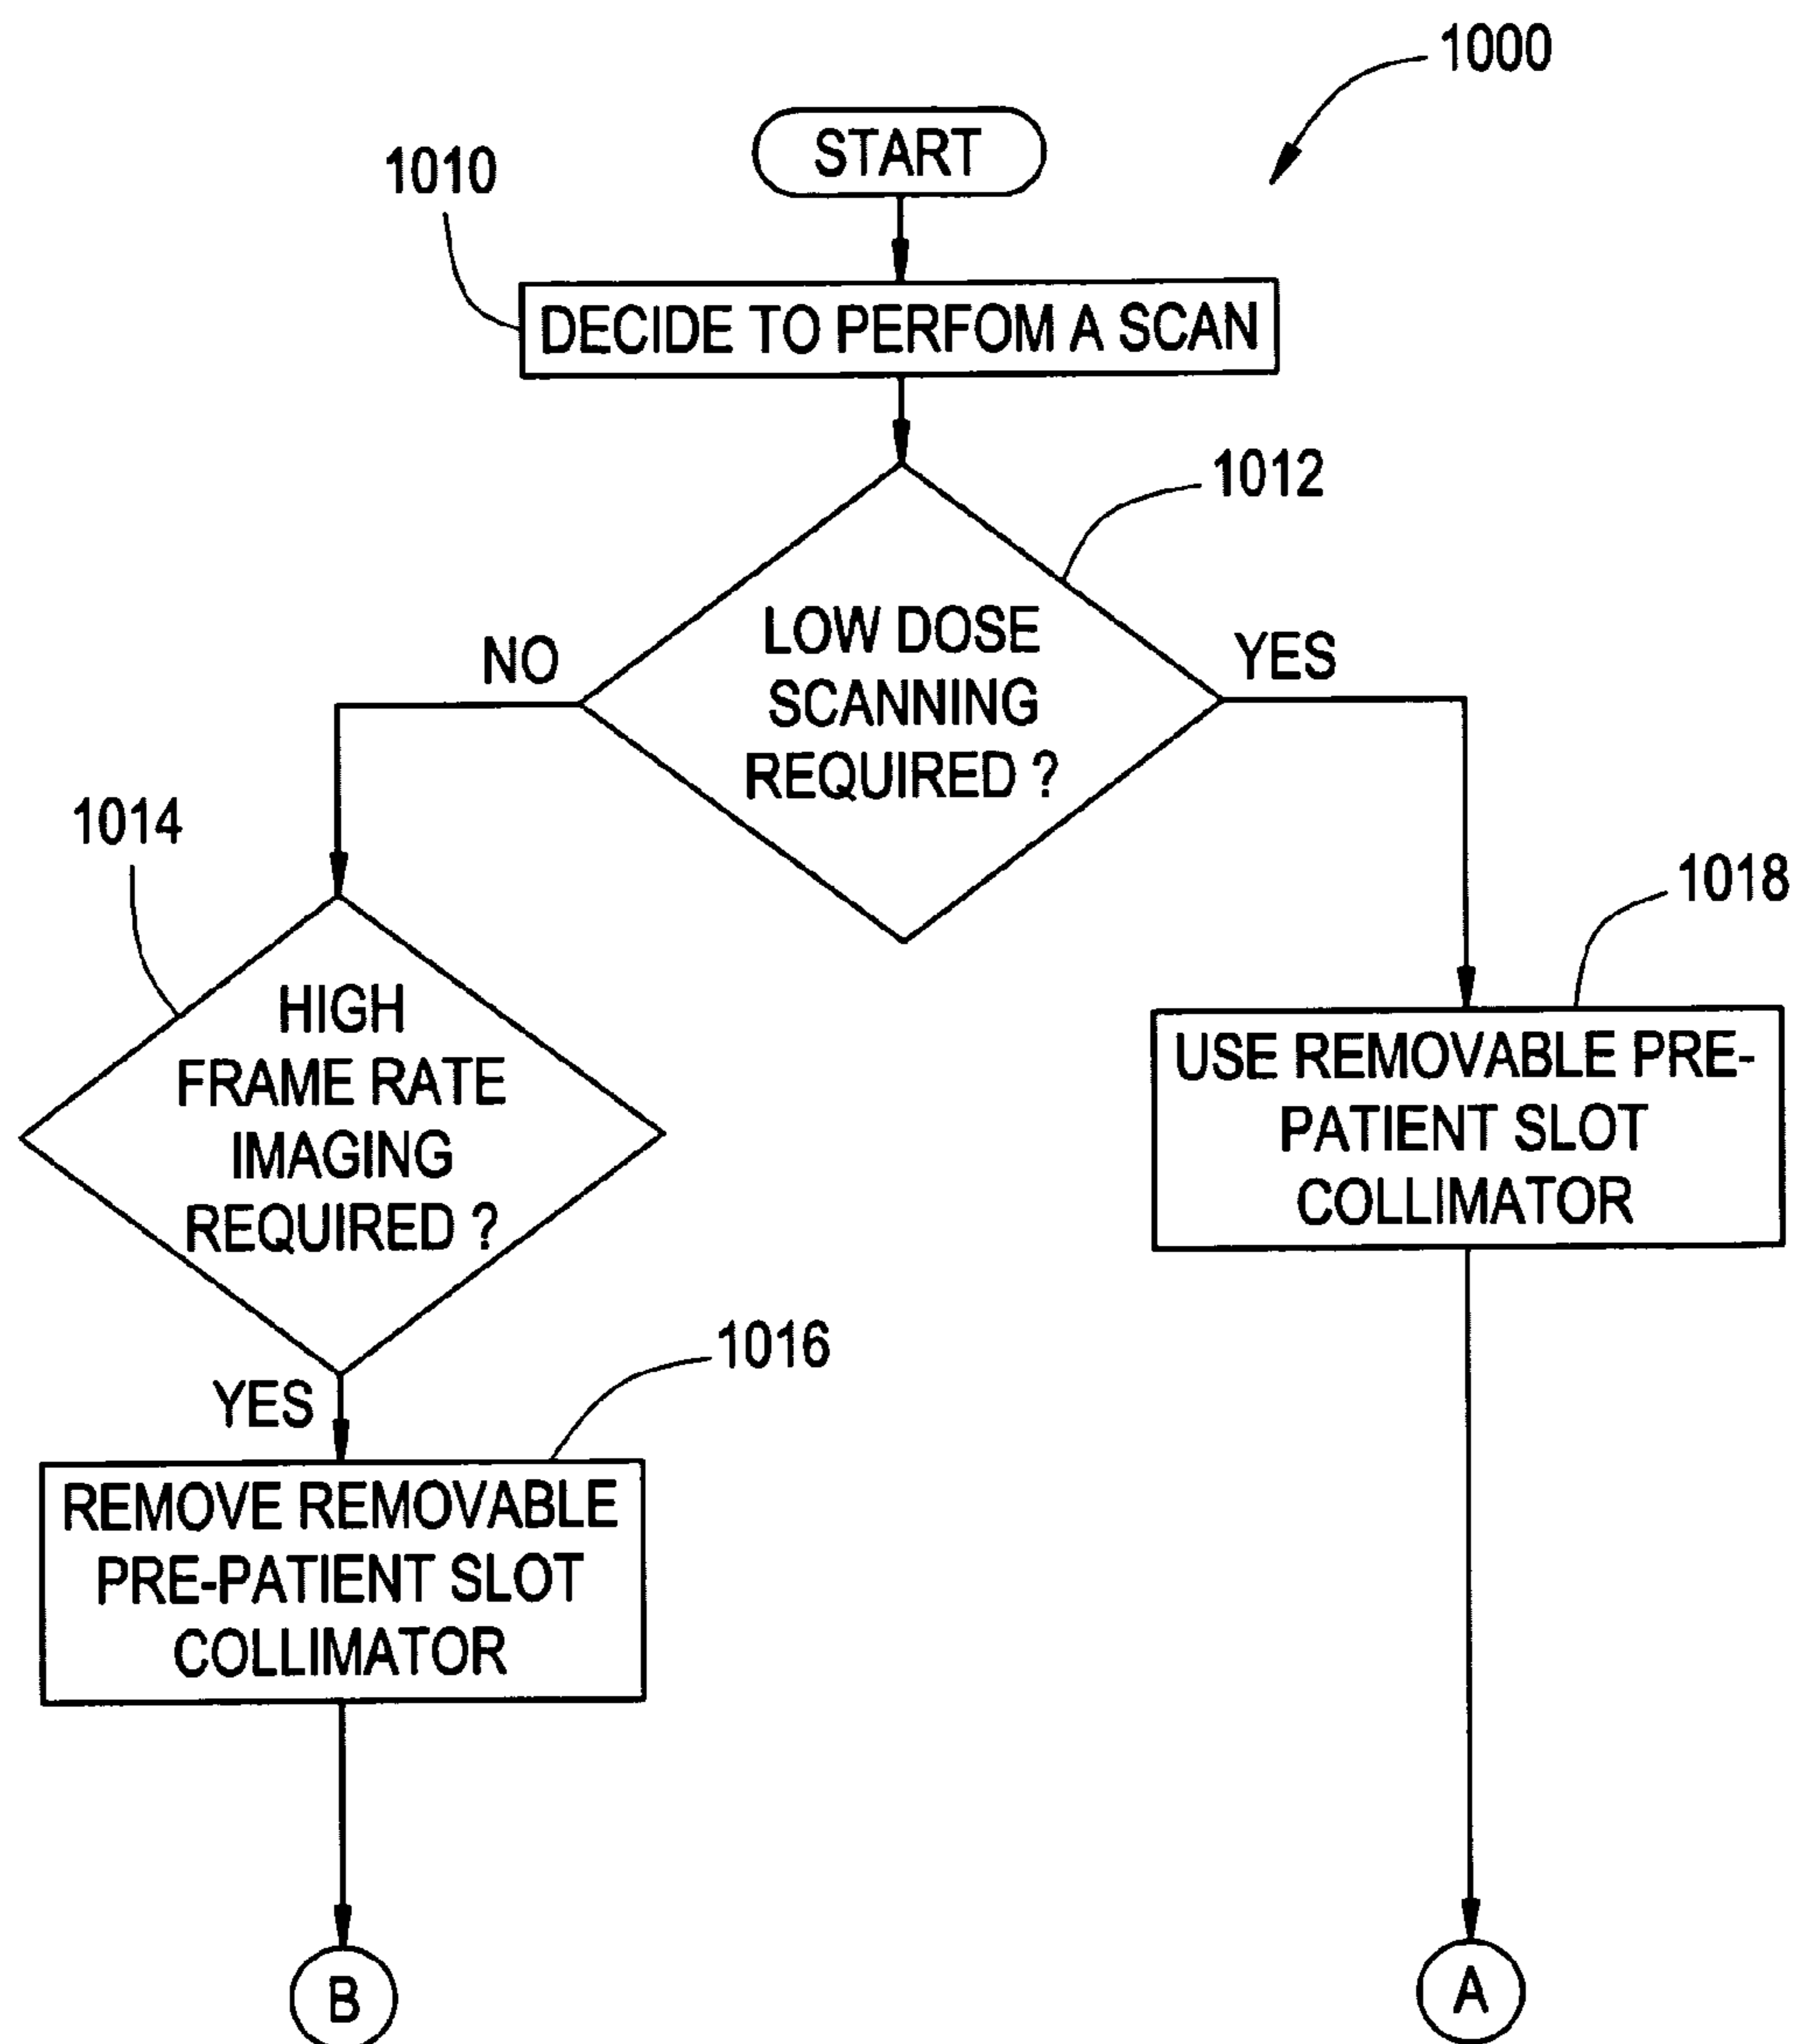 1000
START
1010
DECIDE TO PERFOM A SCAN
1012
LOW DOSE
SCANNING
REQUIRED ?
NO
YES
1014
HIGH
FRAME RATE
IMAGING
REQUIRED ?
1018
USE REMOVABLE PRE-
PATIENT SLOT
COLLIMATOR
YES
1016
REMOVE REMOVABLE
PRE-PATIENT SLOT
COLLIMATOR
B
A